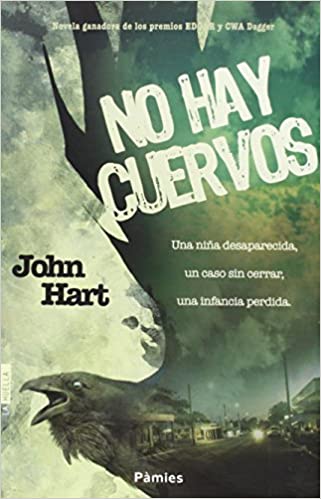 Novela ganadora de los premios EDGAR y CWA Dagger
NO HAY
CUERVOS
Una niña desaparecida,
un caso sin cerrar,
una infancia perdida.
John
Hart
LA HUELLA
Pàmies